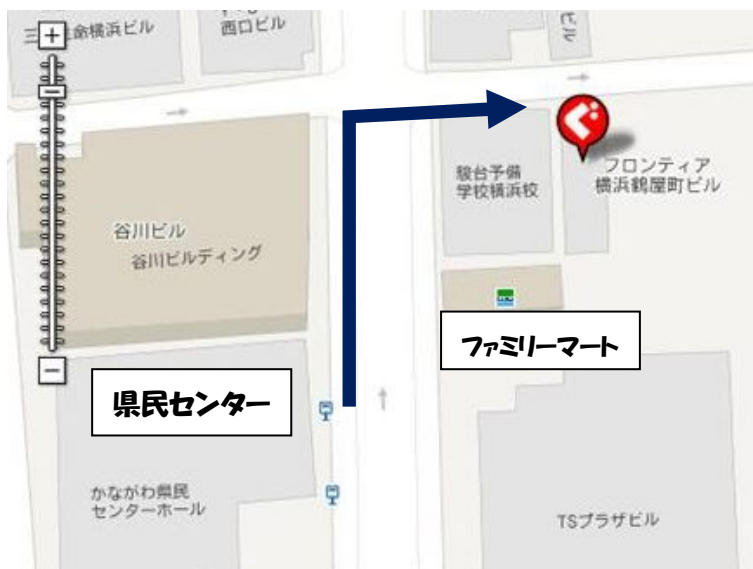 命横浜ビル
西口ビル
ビル
駿台予備
学校横浜校
フロンティア
横浜鶴屋町ビル
谷川ビル
谷川ビルディング
ファミリーマート
県民センター
かながわ県民
センターホール
TSプラザビル